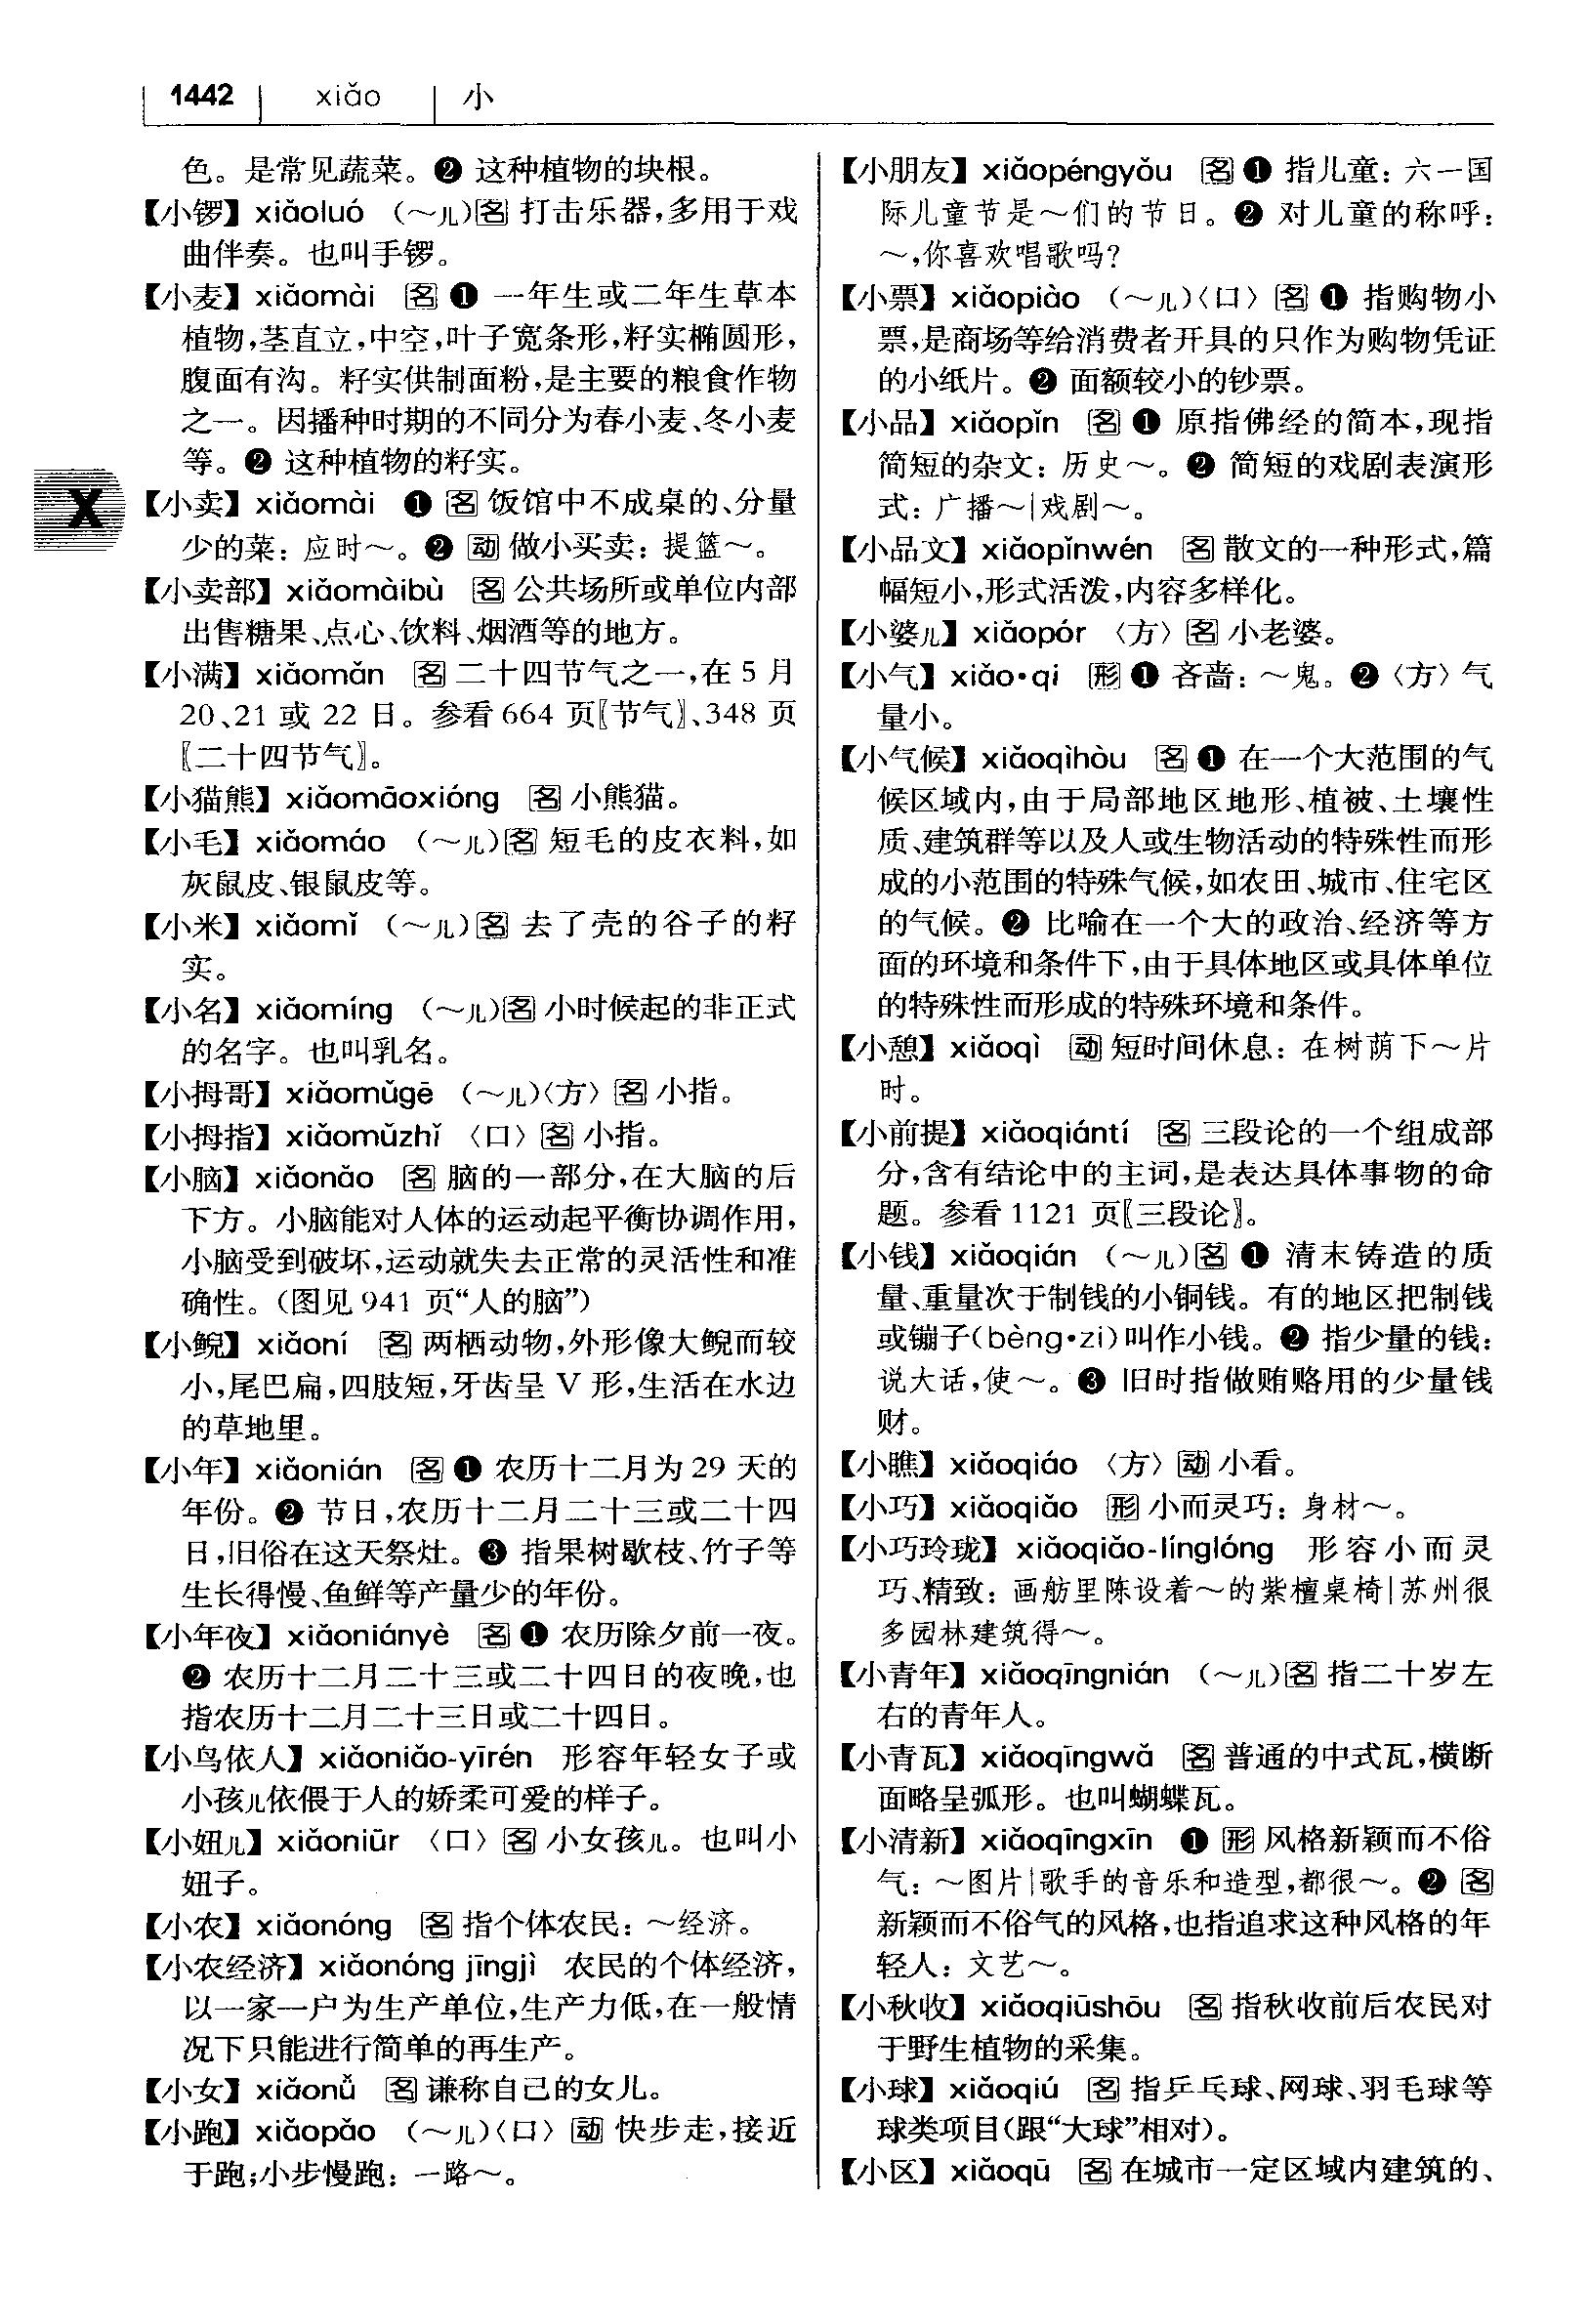 1442 xiǎo 小
色。是常见蔬菜。❷ 这种植物的块根。
【小锣】xiǎoluó （～儿）名 打击乐器，多用于戏
曲伴奏。也叫手锣。
【小麦】xiǎomài 名 ❶ 一年生或二年生草本
植物，茎直立，中空，叶子宽条形，籽实椭圆形，
腹面有沟。籽实供制面粉，是主要的粮食作物
之一。因播种时期的不同分为春小麦、冬小麦
等。❷ 这种植物的籽实。
X
【小卖】xiǎomài ❶ 名 饭馆中不成桌的、分量
少的菜：应时～。❷ 动 做小买卖：提篮～。
【小卖部】xiǎomàibù 名 公共场所或单位内部
出售糖果、点心、饮料、烟酒等的地方。
【小满】xiǎomǎn 名 二十四节气之一，在 5 月
20、21 或 22 日。参看 664 页〖节气〗、348 页
〖二十四节气〗。
【小猫熊】xiǎomāoxióng 名 小熊猫。
【小毛】xiǎomáo （～儿）名 短毛的皮衣料，如
灰鼠皮、银鼠皮等。
【小米】xiǎomǐ （～儿）名 去了壳的谷子的籽
实。
【小名】xiǎomíng （～儿）名 小时候起的非正式
的名字。也叫乳名。
【小拇哥】xiǎomǔgē （～儿）〈方〉名 小指。
【小拇指】xiǎomǔzhǐ 〈口〉名 小指。
【小脑】xiǎonǎo 名 脑的一部分，在大脑的后
下方。小脑能对人体的运动起平衡协调作用，
小脑受到破坏，运动就失去正常的灵活性和准
确性。（图见 941 页“人的脑”）
【小鲵】xiǎoní 名 两栖动物，外形像大鲵而较
小，尾巴扁，四肢短，牙齿呈 V 形，生活在水边
的草地里。
【小年】xiǎonián 名 ❶ 农历十二月为 29 天的
年份。❷ 节日，农历十二月二十三或二十四
日，旧俗在这天祭灶。❸ 指果树歇枝、竹子等
生长得慢、鱼鲜等产量少的年份。
【小年夜】xiǎoniányè 名 ❶ 农历除夕前一夜。
❷ 农历十二月二十三或二十四日的夜晚，也
指农历十二月二十三日或二十四日。
【小鸟依人】xiǎoniǎo-yīrén 形容年轻女子或
小孩儿依偎于人的娇柔可爱的样子。
【小妞儿】xiǎoniūr 〈口〉名 小女孩儿。也叫小
妞子。
【小农】xiǎonóng 名 指个体农民：～经济。
【小农经济】xiǎonóng jīngjì 农民的个体经济，
以一家一户为生产单位，生产力低，在一般情
况下只能进行简单的再生产。
【小女】xiǎonǚ 名 谦称自己的女儿。
【小跑】xiǎopǎo （～儿）〈口〉动 快步走，接近
于跑；小步慢跑：一路～。
【小朋友】xiǎopéngyǒu 名 ❶ 指儿童：六一国
际儿童节是～们的节日。❷ 对儿童的称呼：
～，你喜欢唱歌吗？
【小票】xiǎopiào （～儿）〈口〉名 ❶ 指购物小
票，是商场等给消费者开具的只作为购物凭证
的小纸片。❷ 面额较小的钞票。
【小品】xiǎopǐn 名 ❶ 原指佛经的简本，现指
简短的杂文：历史～。❷ 简短的戏剧表演形
式：广播～|戏剧～。
【小品文】xiǎopǐnwén 名 散文的一种形式，篇
幅短小，形式活泼，内容多样化。
【小婆儿】xiǎopór 〈方〉名 小老婆。
【小气】xiǎo·qi 形 ❶ 吝啬：～鬼。❷〈方〉气
量小。
【小气候】xiǎoqìhòu 名 ❶ 在一个大范围的气
候区域内，由于局部地区地形、植被、土壤性
质、建筑群等以及人或生物活动的特殊性而形
成的小范围的特殊气候，如农田、城市、住宅区
的气候。❷ 比喻在一个大的政治、经济等方
面的环境和条件下，由于具体地区或具体单位
的特殊性而形成的特殊环境和条件。
【小憩】xiǎoqì 动 短时间休息：在树荫下～片
时。
【小前提】xiǎoqiántí 名 三段论的一个组成部
分，含有结论中的主词，是表达具体事物的命
题。参看 1121 页〖三段论〗。
【小钱】xiǎoqián （～儿）名 ❶ 清末铸造的质
量、重量次于制钱的小铜钱。有的地区把制钱
或镚子（bèng·zi）叫作小钱。❷ 指少量的钱：
说大话，使～。❸ 旧时指做贿赂用的少量钱
财。
【小瞧】xiǎoqiáo 〈方〉动 小看。
【小巧】xiǎoqiǎo 形 小而灵巧：身材～。
【小巧玲珑】xiǎoqiǎo-línglóng 形容小而灵
巧、精致：画舫里陈设着～的紫檀桌椅|苏州很
多园林建筑得～。
【小青年】xiǎoqīngnián （～儿）名 指二十岁左
右的青年人。
【小青瓦】xiǎoqīngwǎ 名 普通的中式瓦，横断
面略呈弧形。也叫蝴蝶瓦。
【小清新】xiǎoqīngxīn ❶ 形 风格新颖而不俗
气：～图片|歌手的音乐和造型，都很～。❷ 名
新颖而不俗气的风格，也指追求这种风格的年
轻人：文艺～。
【小秋收】xiǎoqiūshōu 名 指秋收前后农民对
于野生植物的采集。
【小球】xiǎoqiú 名 指乒乓球、网球、羽毛球等
球类项目（跟“大球”相对）。
【小区】xiǎoqū 名 在城市一定区域内建筑的、